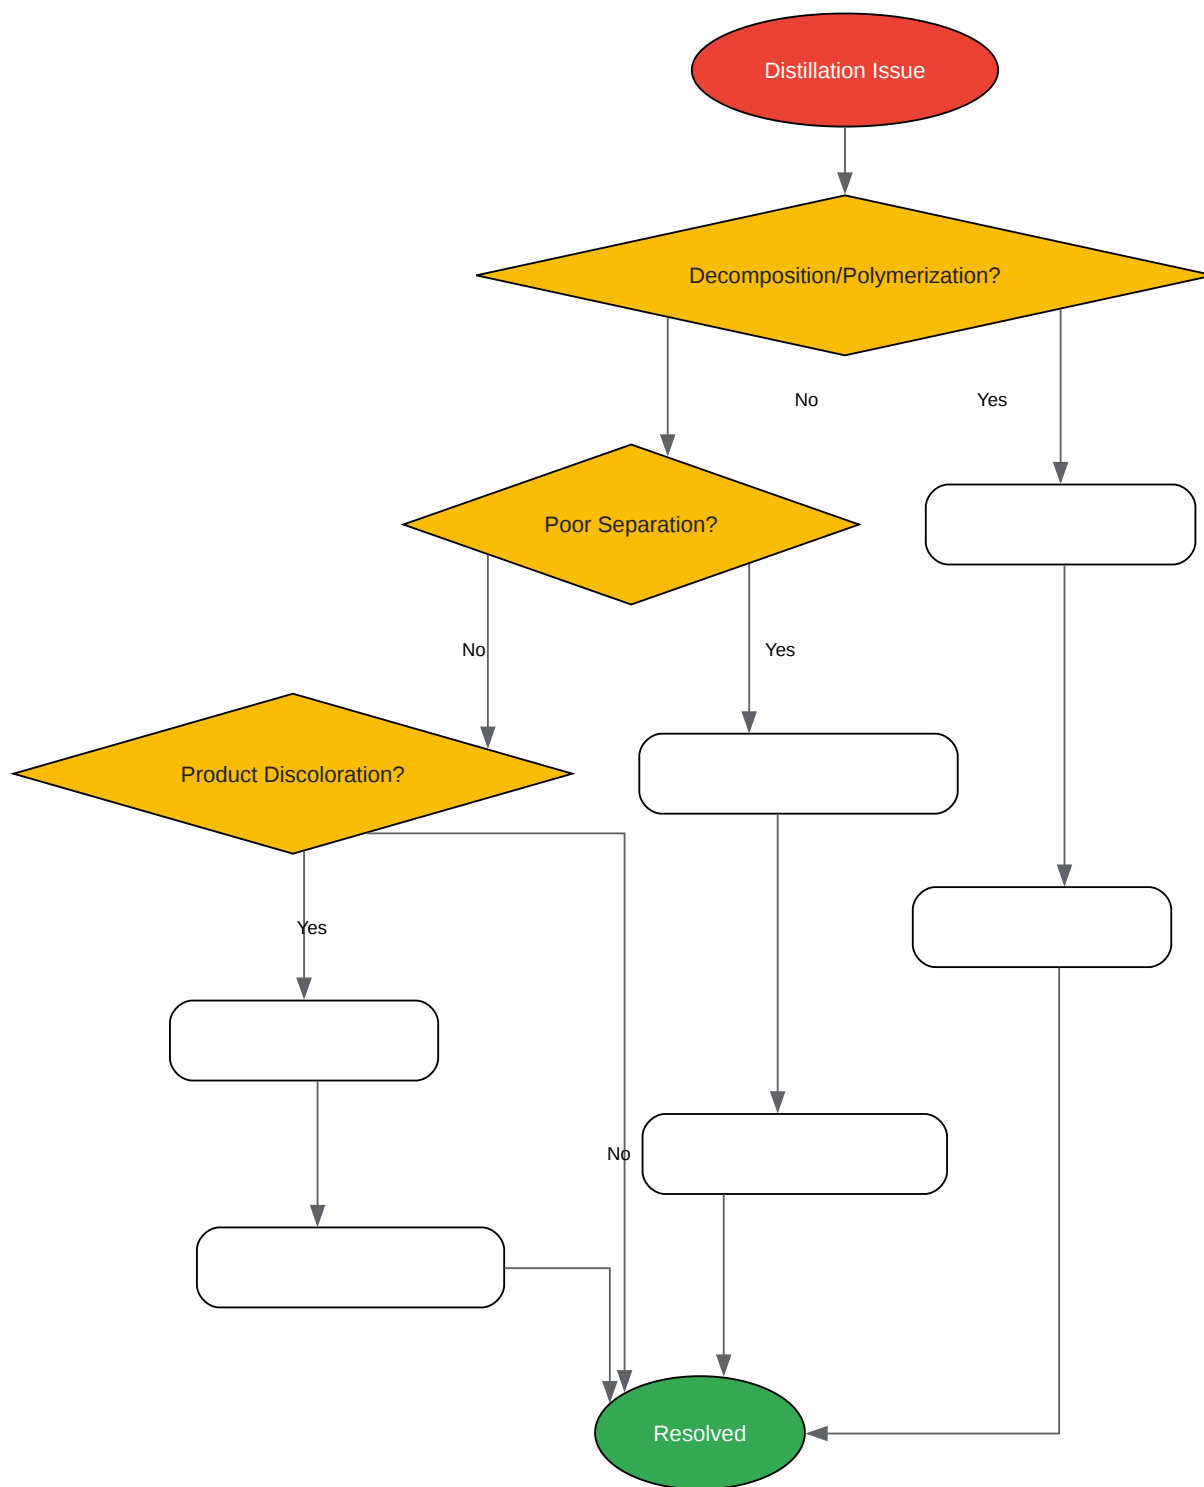 Distillation Issue
Decomposition/Polymerization?
No
Yes
Poor Separation?
No
Yes
Product Discoloration?
Yes
No
Resolved